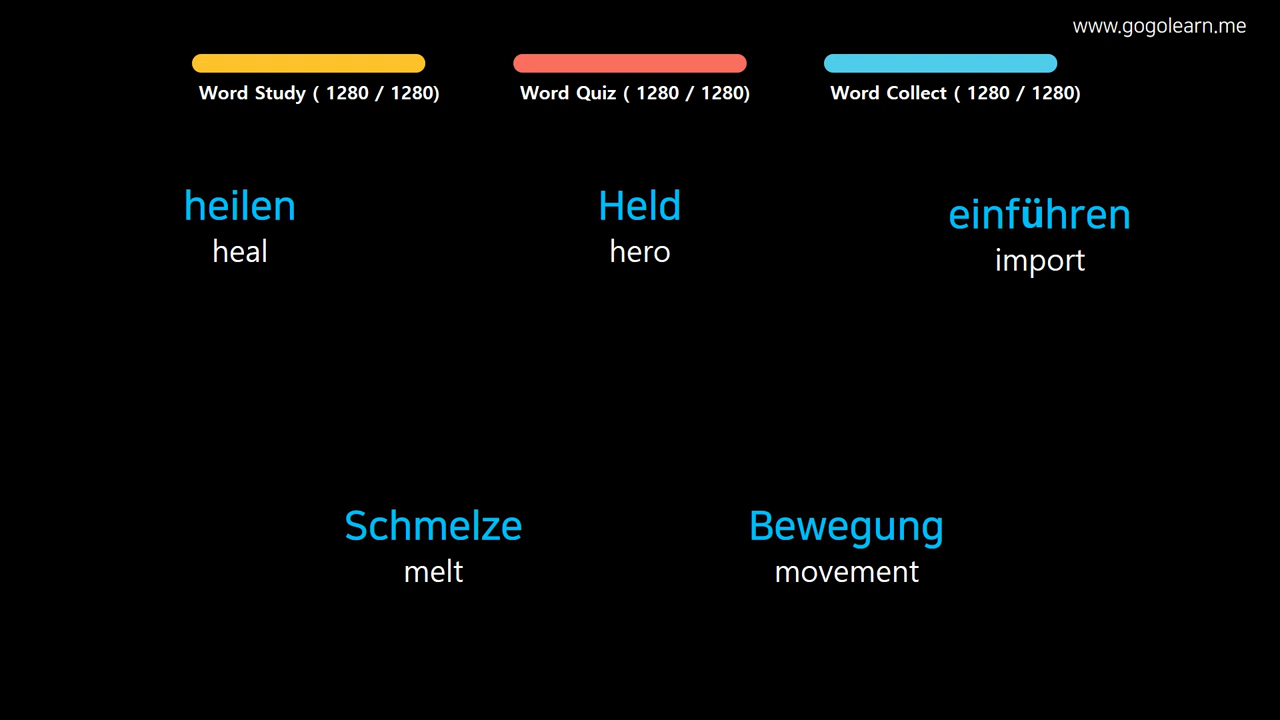 www.gogolearn.me
Word Study ( 1280 / 1280)
Word Quiz ( 1280 / 1280)
Word Collect ( 1280 / 1280)
heilen
heal
Held
hero
einführen
import
Schmelze
melt
Bewegung
movement